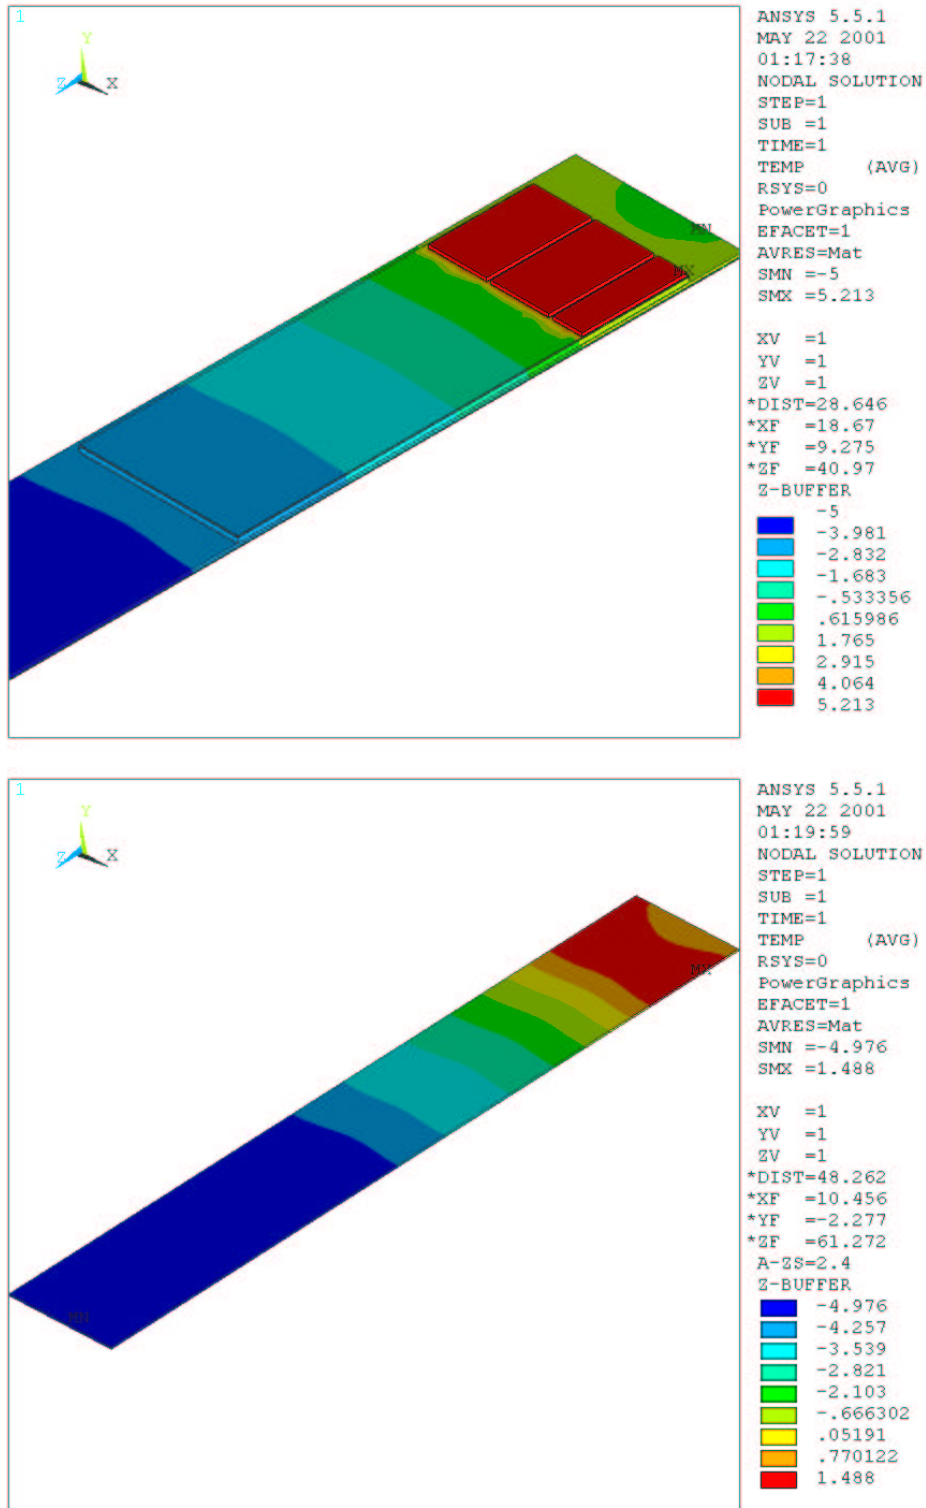 1
Y
Z X
MN
MX
ANSYS 5.5.1
MAY 22 2001
01:17:38
NODAL SOLUTION
STEP=1
SUB =1
TIME=1
TEMP (AVG)
RSYS=0
PowerGraphics
EFACET=1
AVRES=Mat
SMN =-5
SMX =5.213
XV =1
YV =1
ZV =1
*DIST=28.646
*XF =18.67
*YF =9.275
*ZF =40.97
Z-BUFFER
-5
-3.981
-2.832
-1.683
-.533356
.615986
1.765
2.915
4.064
5.213
1
Y
Z X
MX
MN
ANSYS 5.5.1
MAY 22 2001
01:19:59
NODAL SOLUTION
STEP=1
SUB =1
TIME=1
TEMP (AVG)
RSYS=0
PowerGraphics
EFACET=1
AVRES=Mat
SMN =-4.976
SMX =1.488
XV =1
YV =1
ZV =1
*DIST=48.262
*XF =10.456
*YF =-2.277
*ZF =61.272
A-ZS=2.4
Z-BUFFER
-4.976
-4.257
-3.539
-2.821
-2.103
-.666302
.05191
.770122
1.488